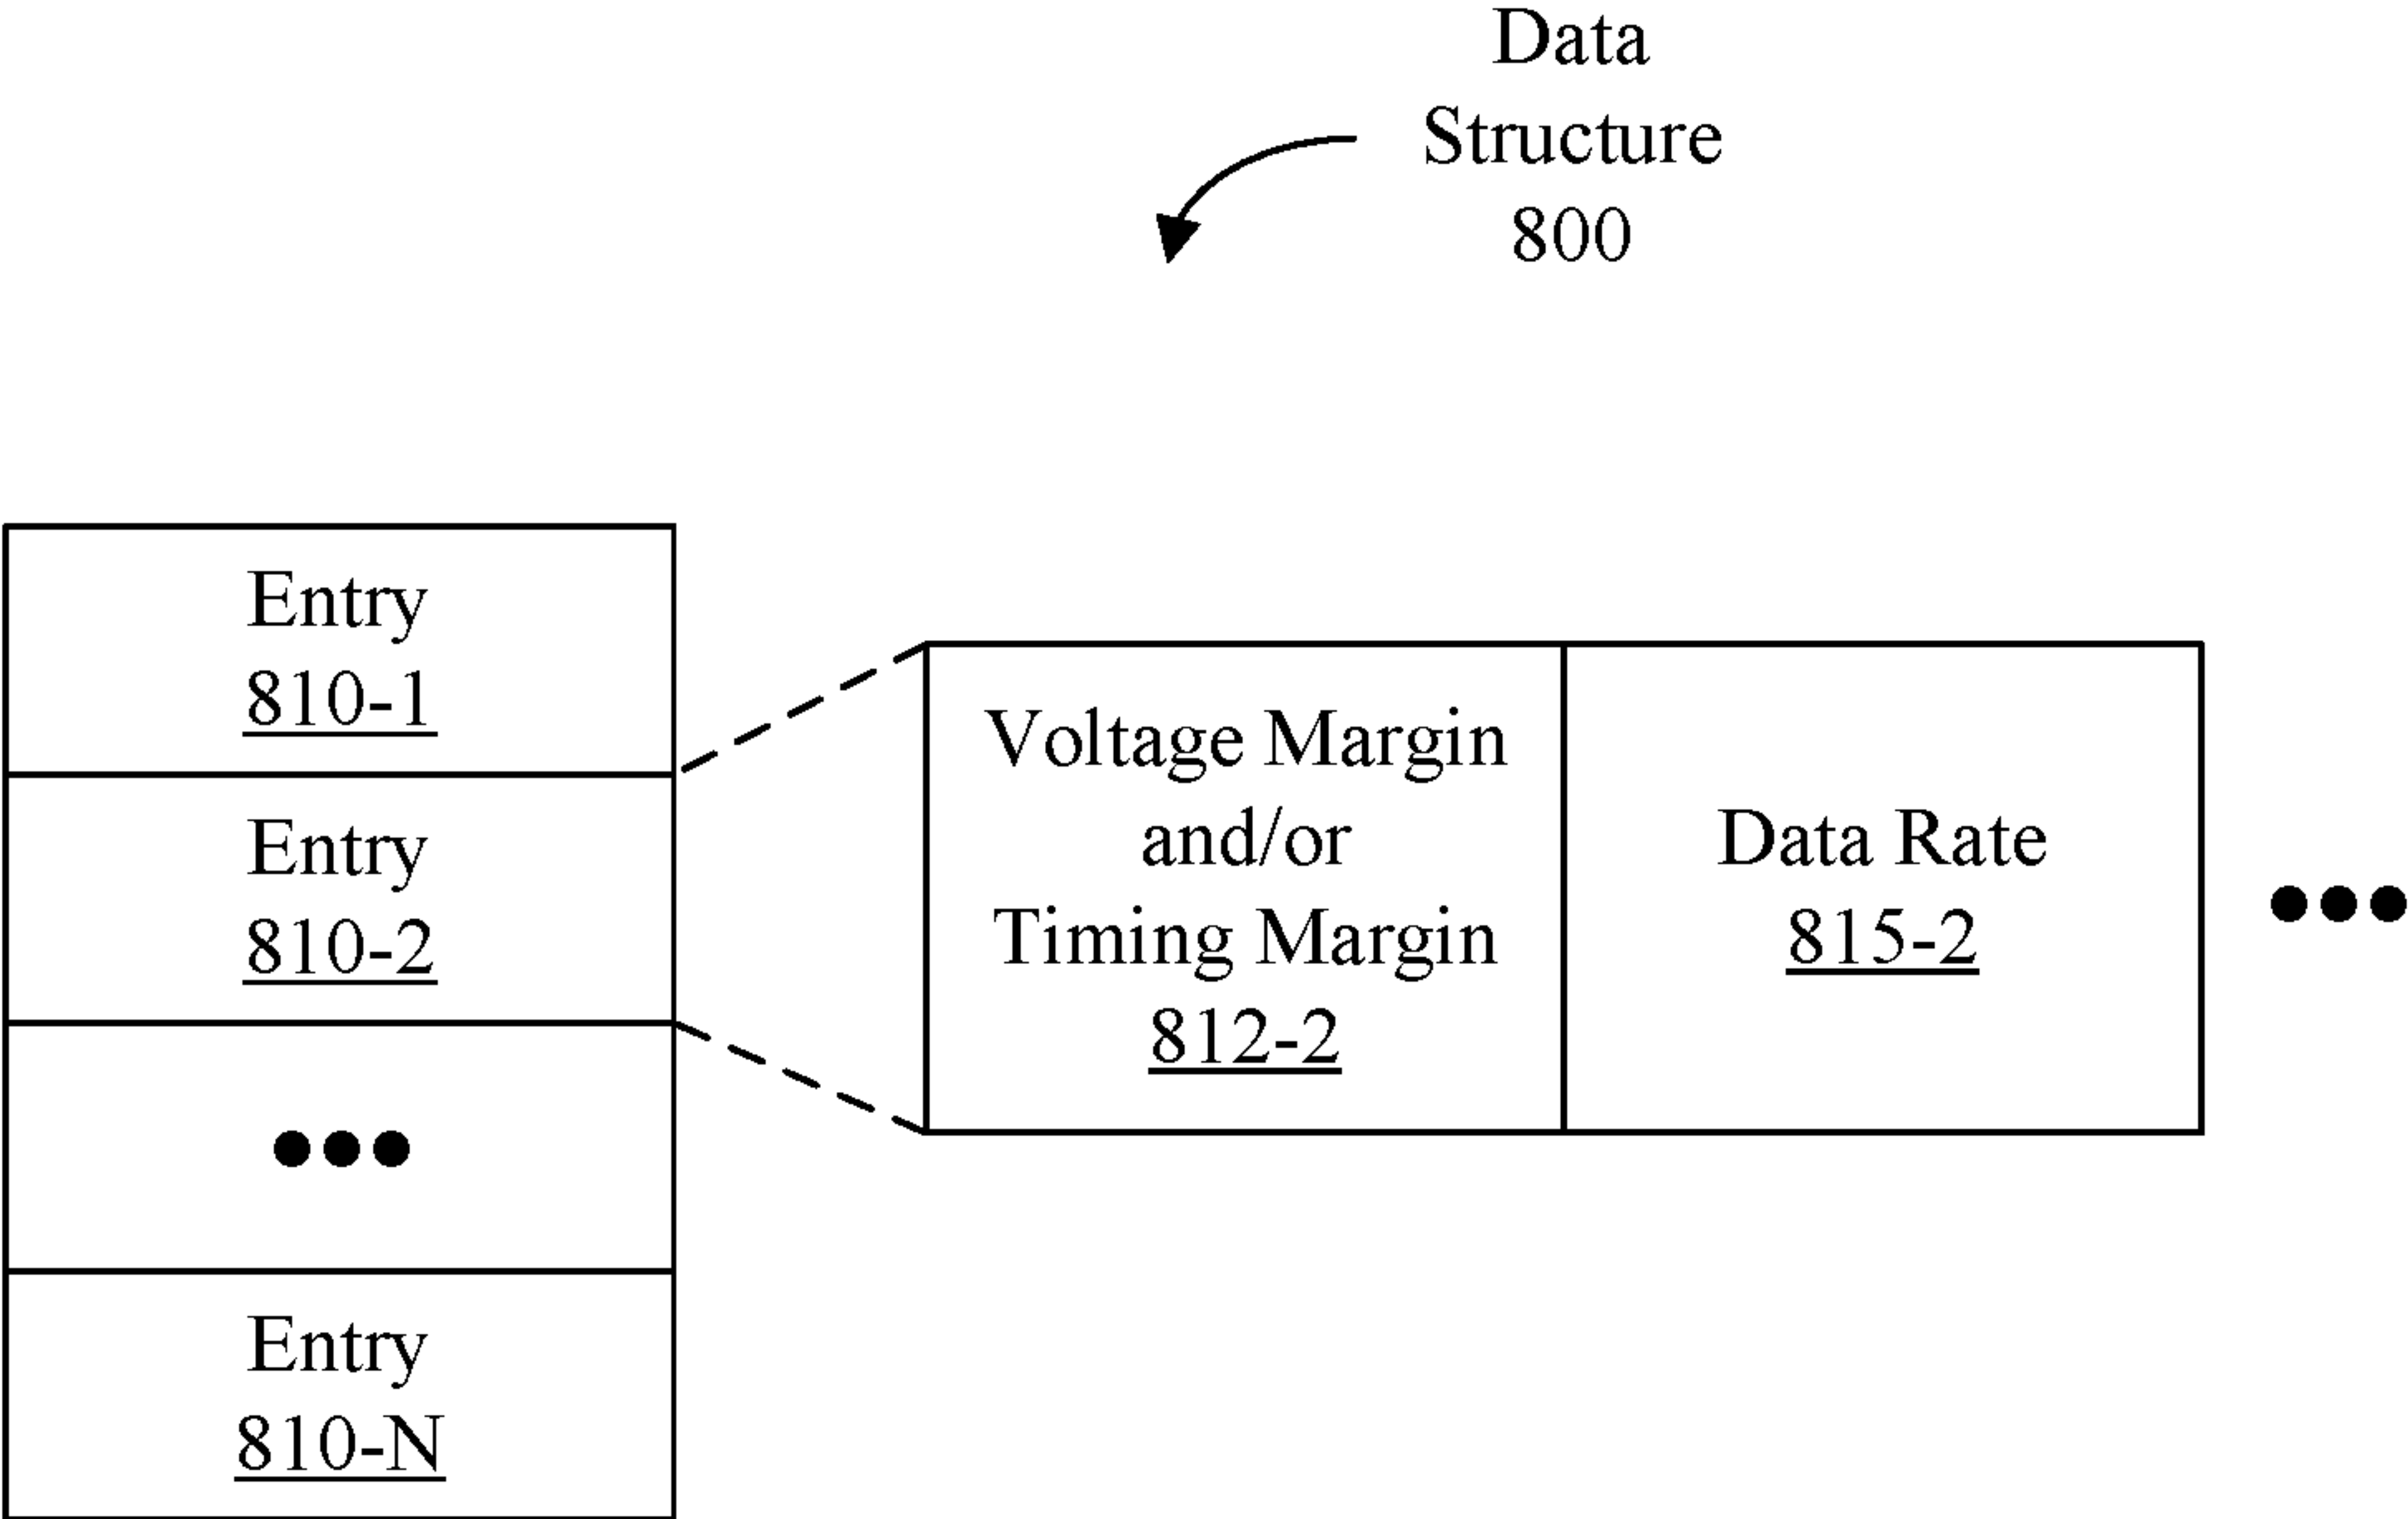 Data
Structure
800
Entry
810-1
Entry
810-2
●●●
Entry
810-N
Voltage Margin
and/or
Timing Margin
812-2
Data Rate
815-2
●●●